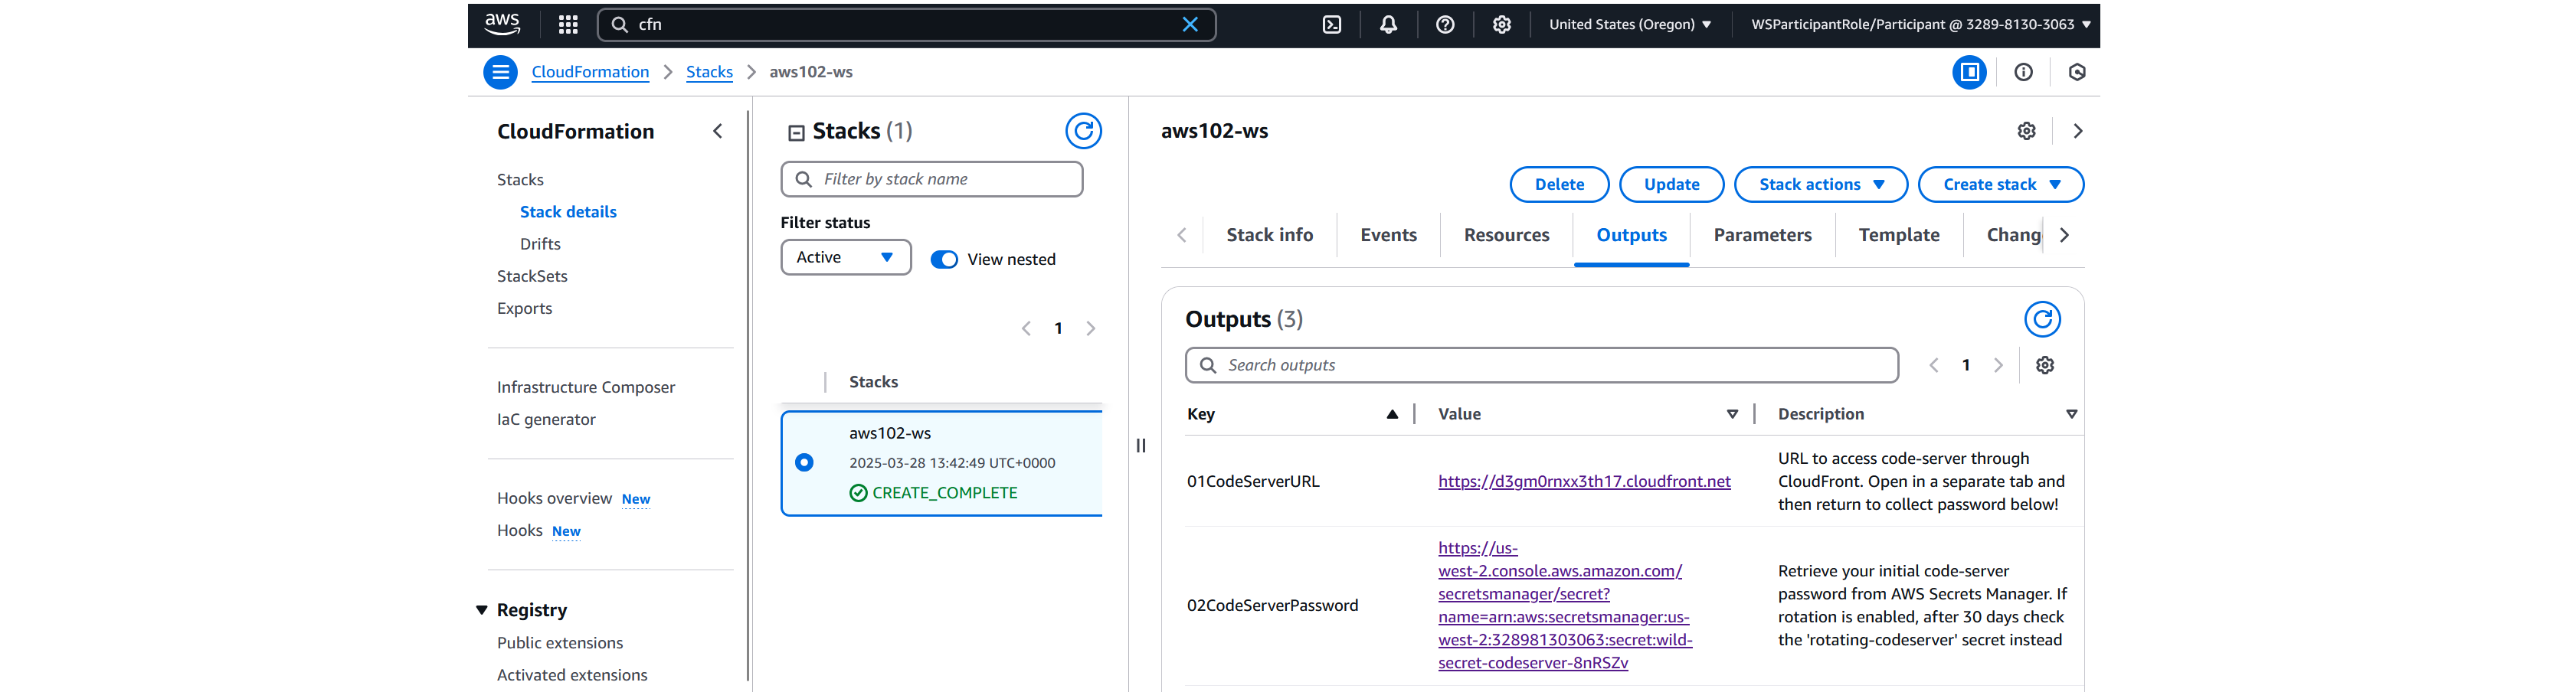 aws
cfn
United States (Oregon)
WSParticipantRole/Participant @ 3289-8130-3063
CloudFormation
Stacks
aws102-ws
CloudFormation
Stacks
Stack details
Drifts
StackSets
Exports
Infrastructure Composer
IaC generator
Hooks overview New
Hooks New
Registry
Public extensions
Activated extensions
Stacks (1)
Filter by stack name
Filter status
Active
View nested
1
Stacks
aws102-ws
2025-03-28 13:42:49 UTC+0000
CREATE_COMPLETE
aws102-ws
Delete
Update
Stack actions
Create stack
Stack info
Events
Resources
Outputs
Parameters
Template
Chang
Outputs (3)
Search outputs
1
Key
Value
Description
01CodeServerURL
https://d3gm0rnxx3th17.cloudfront.net
URL to access code-server through
CloudFront. Open in a separate tab and
then return to collect password below!
02CodeServerPassword
https://us-
west-2.console.aws.amazon.com/
secretsmanager/secret?
name=arn:aws:secretsmanager:us-
west-2:328981303063:secret:wild-
secret-codeserver-8nRSZv
Retrieve your initial code-server
password from AWS Secrets Manager. If
rotation is enabled, after 30 days check
the 'rotating-codeserver' secret instead